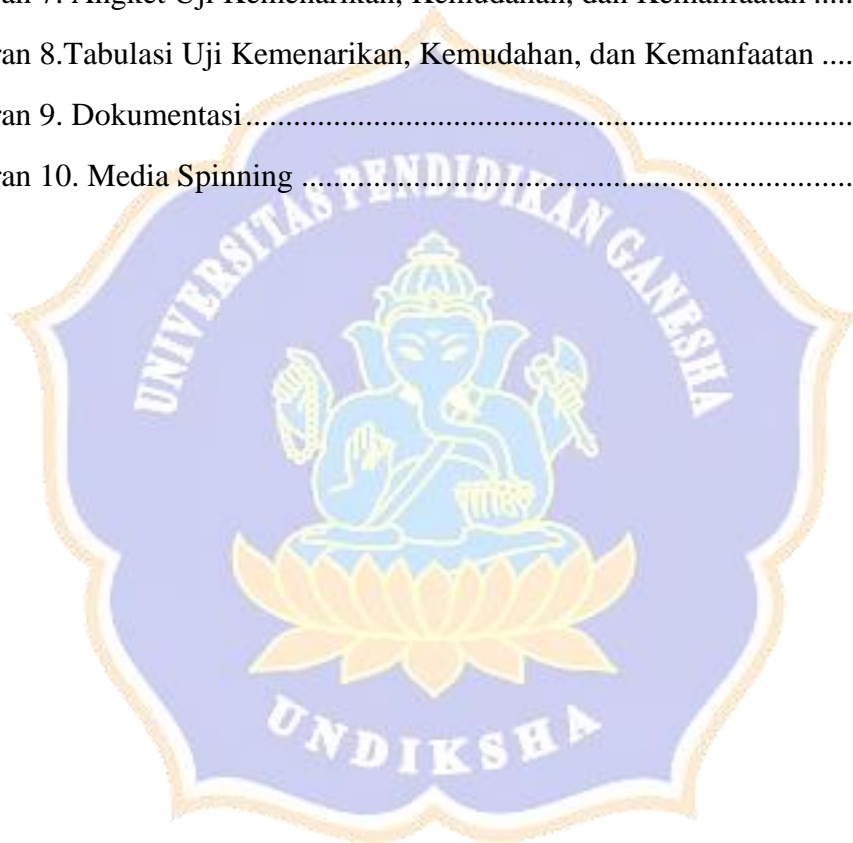 ran 7. Angket Uji Kemenarikan, Kemudahan, dan Kemanfaatan .....
ran 8.Tabulasi Uji Kemenarikan, Kemudahan, dan Kemanfaatan ....
ran 9. Dokumentasi............................................................................
ran 10. Media Spinning .....................................................................
UNIVERSITAS PENDIDIKAN GANESHA
UNDIKSHA